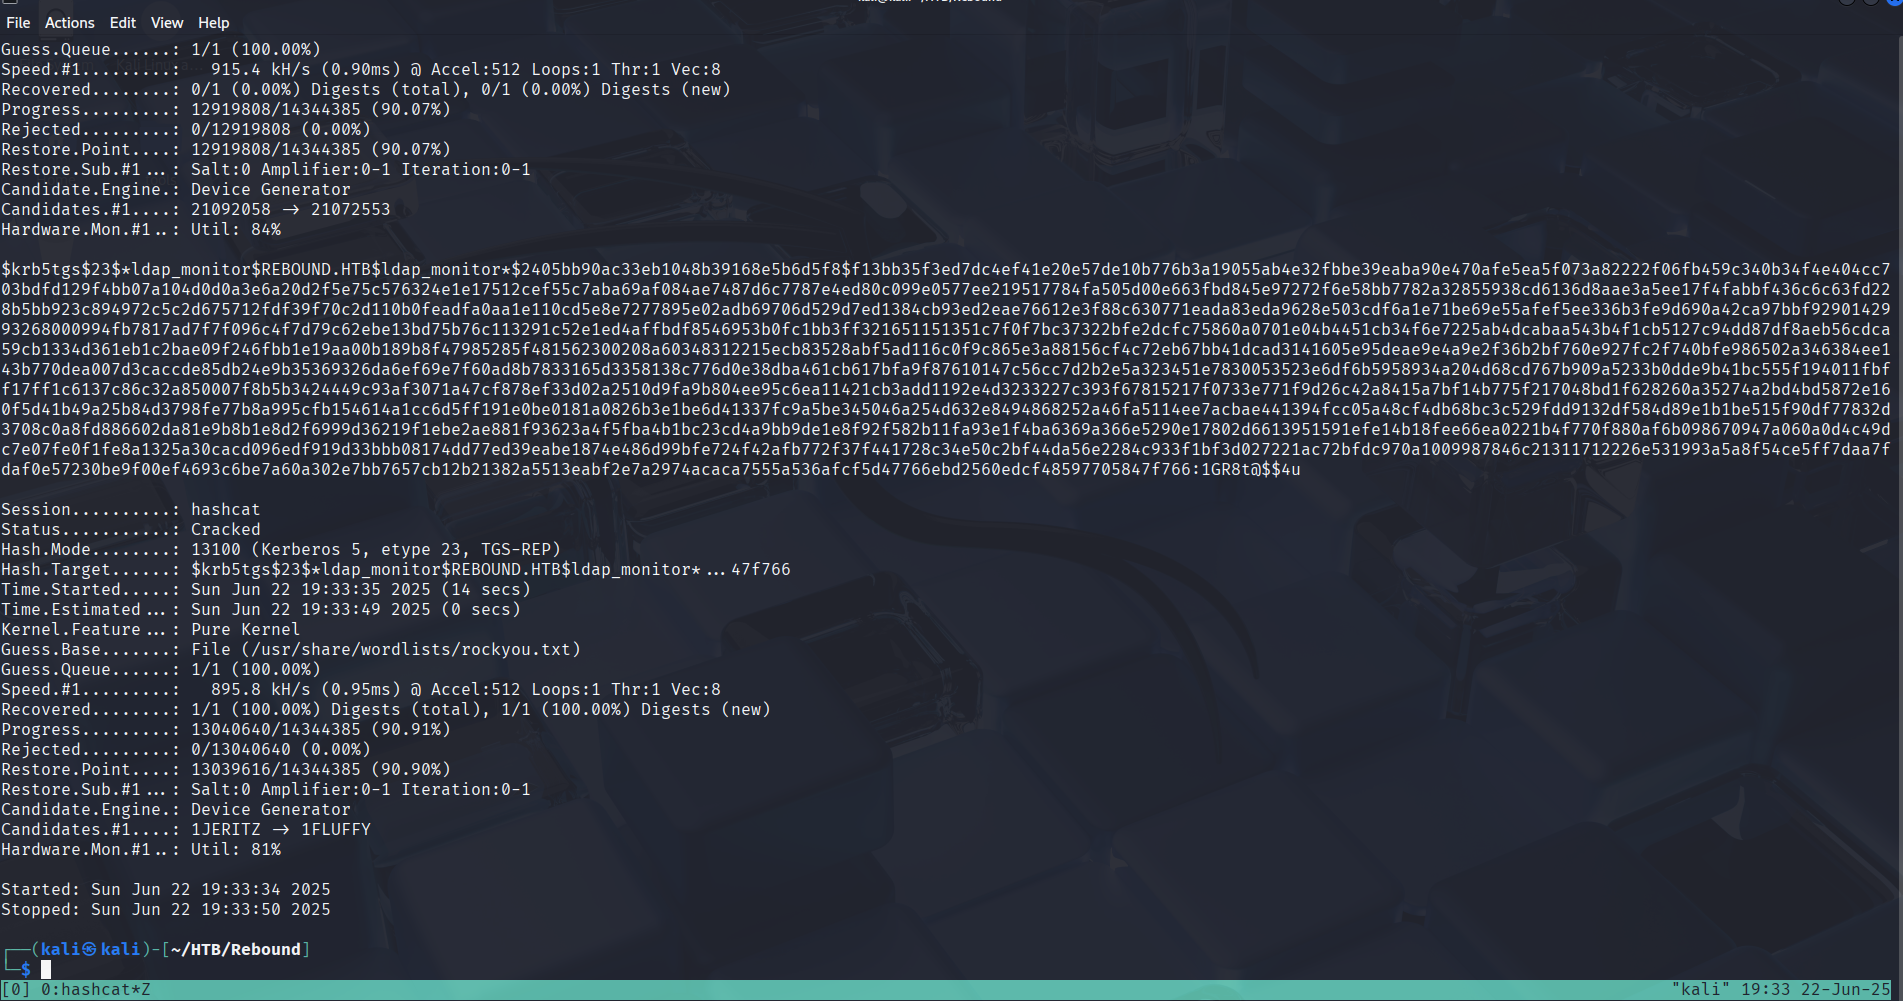 File Actions Edit View Help
Guess.Queue......: 1/1 (100.00%)
Speed.#1.........:   915.4 kH/s (0.90ms) @ Accel:512 Loops:1 Thr:1 Vec:8
Recovered........: 0/1 (0.00%) Digests (total), 0/1 (0.00%) Digests (new)
Progress.........: 12919808/14344385 (90.07%)
Rejected.........: 0/12919808 (0.00%)
Restore.Point....: 12919808/14344385 (90.07%)
Restore.Sub.#1...: Salt:0 Amplifier:0-1 Iteration:0-1
Candidate.Engine.: Device Generator
Candidates.#1....: 21092058 -> 21072553
Hardware.Mon.#1..: Util: 84%
$krb5tgs$23$*ldap_monitor$REBOUND.HTB$ldap_monitor*$2405bb90ac33eb1048b39168e5b6d5f8$f13bb35f3ed7dc4ef41e20e57de10b776b3a19055ab4e32fbbe39eaba90e470afe5ea5f073a82222f06fb459c340b34f4e404cc7
03bdfd129f4bb07a104d0d0a3e6a20d2f5e75c576324e1e17512cef55c7aba69af084ae7487d6c7787e4ed80c099e0577ee219517784fa505d00e663fbd845e97272f6e58bb7782a32855938cd6136d8aae3a5ee17f4fabbf436c6c63fd22
8b5bb923c894972c5c2d675712fdf39f70c2d110b0feadfa0aa1e110cd5e8e7277895e02adb69706d529d7ed1384cb93ed2eae76612e3f88c630771eada83eda9628e503cdf6a1e71be69e55afef5ee336b3fe9d690a42ca97bbf92901429
93268000994fb7817ad7f7f096c4f7d79c62ebe13bd75b76c113291c52e1ed4affbdf8546953b0fc1bb3ff321651151351c7f0f7bc37322bfe2dcfc75860a0701e04b4451cb34f6e7225ab4dcabaa543b4f1cb5127c94dd87df8aeb56cdca
59cb1334d361eb1c2bae09f246fbb1e19aa00b189b8f47985285f481562300208a60348312215ecb83528abf5ad116c0f9c865e3a88156cf4c72eb67bb41dcad3141605e95deae9e4a9e2f36b2bf760e927fc2f740bfe986502a346384ee1
43b770dea007d3caccde85db24e9b35369326da6ef69e7f60ad8b7833165d3358138c776d0e38dba461cb617bfa9f87610147c56cc7d2b2e5a323451e7830053523e6df6b5958934a204d68cd767b909a5233b0dde9b41bc555f194011fbf
f17ff1c6137c86c32a850007f8b5b3424449c93af3071a47cf878ef33d02a2510d9fa9b804ee95c6ea11421cb3add1192e4d3233227c393f67815217f0733e771f9d26c42a8415a7bf14b775f217048bd1f628260a35274a2bd4bd5872e16
0f5d41b49a25b84d3798fe77b8a995cfb154614a1cc6d5ff191e0be0181a0826b3e1be6d41337fc9a5be345046a254d632e8494868252a46fa5114ee7acbae441394fcc05a48cf4db68bc3c529fdd9132df584d89e1b1be515f90df77832d
3708c0a8fd886602da81e9b8b1e8d2f6999d36219f1ebe2ae881f93623a4f5fba4b1bc23cd4a9bb9de1e8f92f582b11fa93e1f4ba6369a366e5290e17802d6613951591efe14b18fee66ea0221b4f770f880af6b098670947a060a0d4c49d
c7e07fe0f1fe8a1325a30cacd096edf919d33bbb08174dd77ed39eabe1874e486d99bfe724f42afb772f37f441728c34e50c2bf44da56e2284c933f1bf3d027221ac72bfdc970a1009987846c21311712226e531993a5a8f54ce5ff7daa7f
daf0e57230be9f00ef4693c6be7a60a302e7bb7657cb12b21382a5513eabf2e7a2974acaca7555a536afcf5d47766ebd2560edcf48597705847f766:1GR8t@$$4u
Session..........: hashcat
Status...........: Cracked
Hash.Mode........: 13100 (Kerberos 5, etype 23, TGS-REP)
Hash.Target......: $krb5tgs$23$*ldap_monitor$REBOUND.HTB$ldap_monitor*...47f766
Time.Started.....: Sun Jun 22 19:33:35 2025 (14 secs)
Time.Estimated...: Sun Jun 22 19:33:49 2025 (0 secs)
Kernel.Feature...: Pure Kernel
Guess.Base.......: File (/usr/share/wordlists/rockyou.txt)
Guess.Queue......: 1/1 (100.00%)
Speed.#1.........:   895.8 kH/s (0.95ms) @ Accel:512 Loops:1 Thr:1 Vec:8
Recovered........: 1/1 (100.00%) Digests (total), 1/1 (100.00%) Digests (new)
Progress.........: 13040640/14344385 (90.91%)
Rejected.........: 0/13040640 (0.00%)
Restore.Point....: 13039616/14344385 (90.90%)
Restore.Sub.#1...: Salt:0 Amplifier:0-1 Iteration:0-1
Candidate.Engine.: Device Generator
Candidates.#1....: 1JERITZ -> 1FLUFFY
Hardware.Mon.#1..: Util: 81%
Started: Sun Jun 22 19:33:34 2025
Stopped: Sun Jun 22 19:33:50 2025
┌──(kali㉿kali)-[~/HTB/Rebound]
└─$
[0] 0:hashcat*Z "kali" 19:33 22-Jun-25